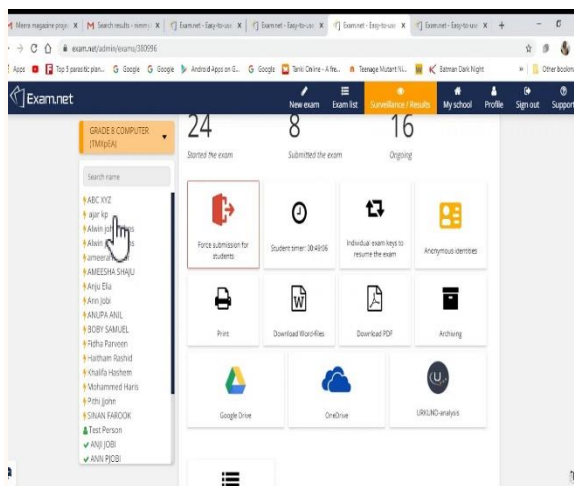 Meera magazine proje
Search results - nimmy
Exam.net - Easy-to-use
Exam.net - Easy-to-use
Exam.net - Easy-to-use
Exam.net - Easy-to-use
exam.net/admin/exams/380996
Apps
Top 5 parasitic plan...
Google
Google
Android Apps on G...
Google
Tanki Online - A fre...
Teenage Mutant Ni...
Batman Dark Night
Other bookm
Exam.net
New exam
Exam list
Surveillance / Results
My school
Profile
Sign out
Support
GRADE 8 COMPUTER
(TMXpEA)
Search name
ABC XYZ
ajar kp
Alwin
Alwin
ameera
AMEESHA SHAJU
Anju Elia
Ann Jobi
ANUPA ANIL
BOBY SAMUEL
Fidha Parveen
Haitham Rashid
Khalifa Hashem
Mohammed Haris
Pithi Jjohn
SINAN FAROOK
Test Person
ANJI JOBI
ANN PJOBI
24
Started the exam
8
Submitted the exam
16
Ongoing
Force submission for
students
Student timer: 00:49:06
Individual exam keys to
resume the exam
Anonymous identities
Print
Download Word-files
Download PDF
Archiving
Google Drive
OneDrive
URKUND-analysis